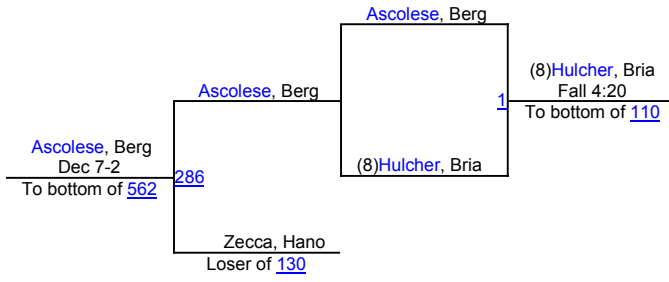 Ascolese, Berg
(8)Hulcher, Bria
Fall 4:20
Ascolese, Berg
1
To bottom of 110
Ascolese, Berg
Dec 7-2
(8)Hulcher, Bria
286
To bottom of 562
Zecca, Hano
Loser of 130